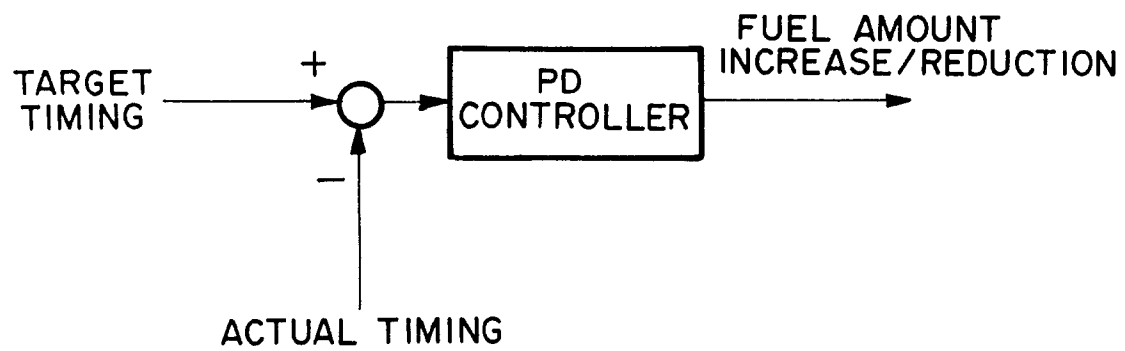 FUEL AMOUNT
INCREASE/REDUCTION
+
TARGET
TIMING
PD
CONTROLLER
−
ACTUAL TIMING